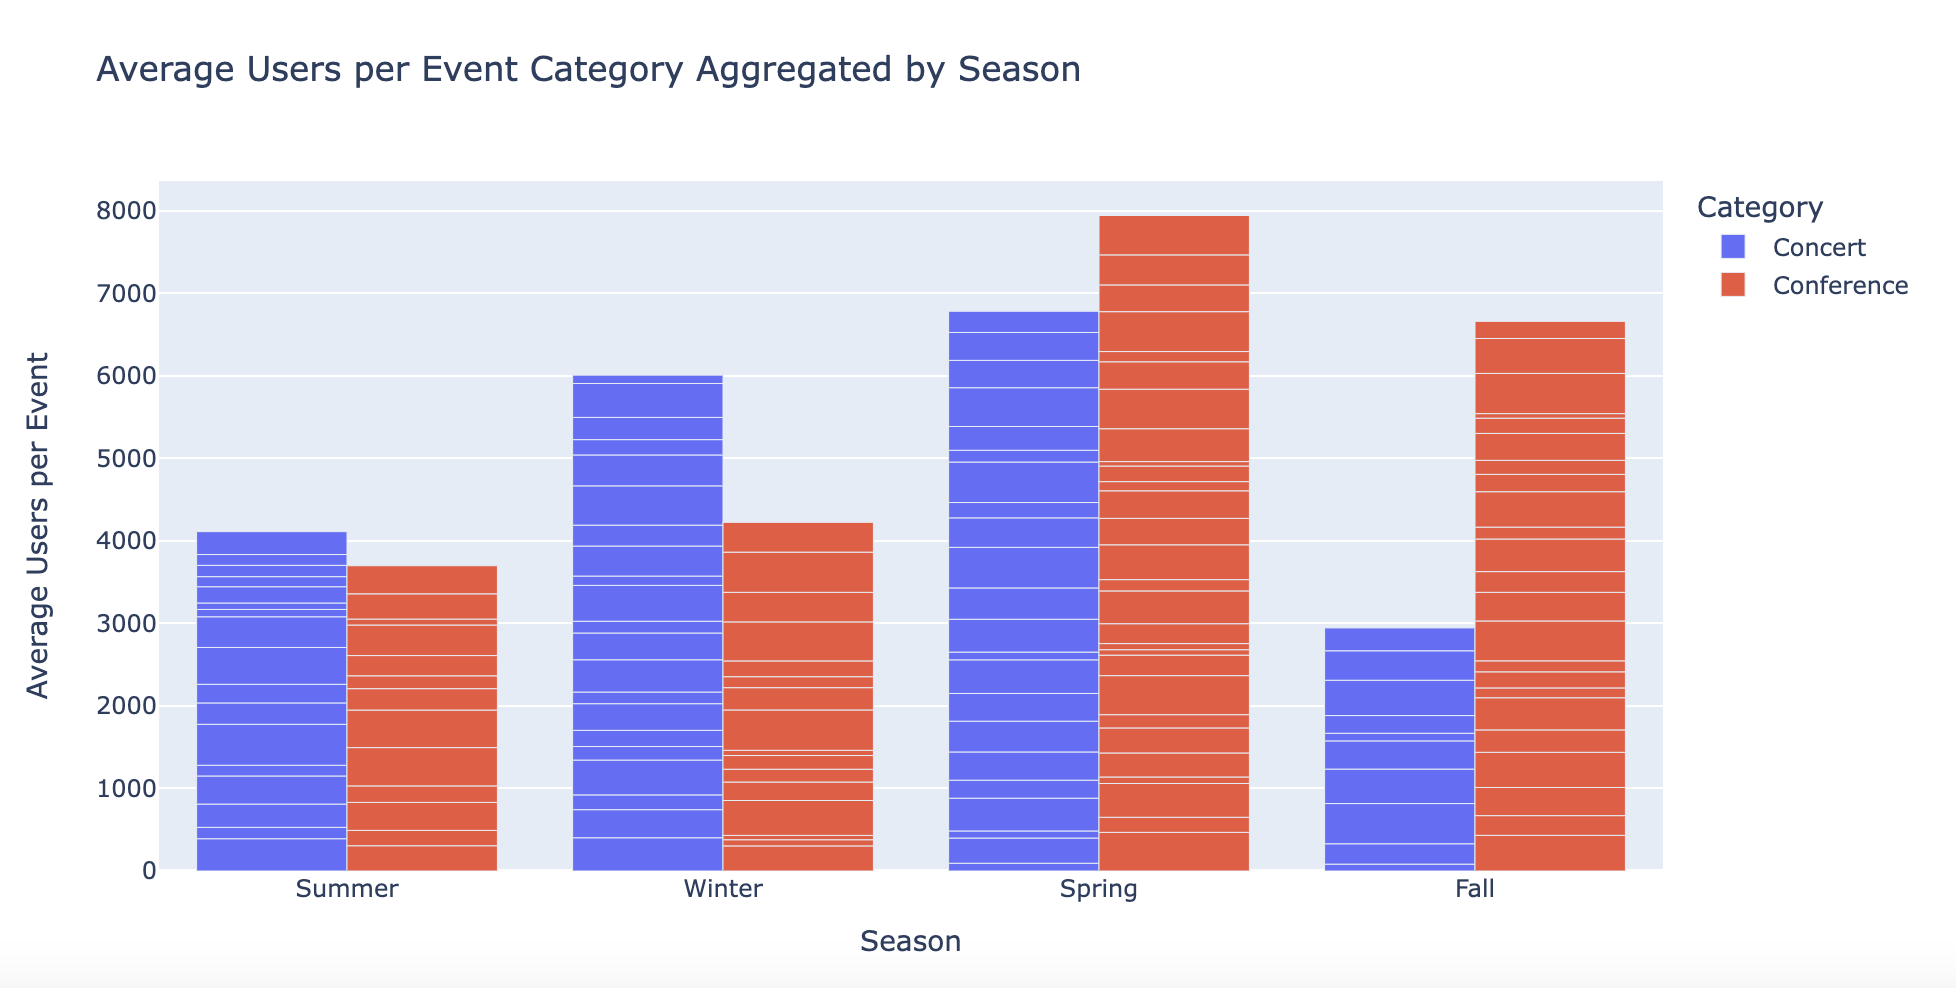 Average Users per Event Category Aggregated by Season
Category
Concert
Conference
Average Users per Event
8000
7000
6000
5000
4000
3000
2000
1000
0
Summer
Winter
Spring
Fall
Season